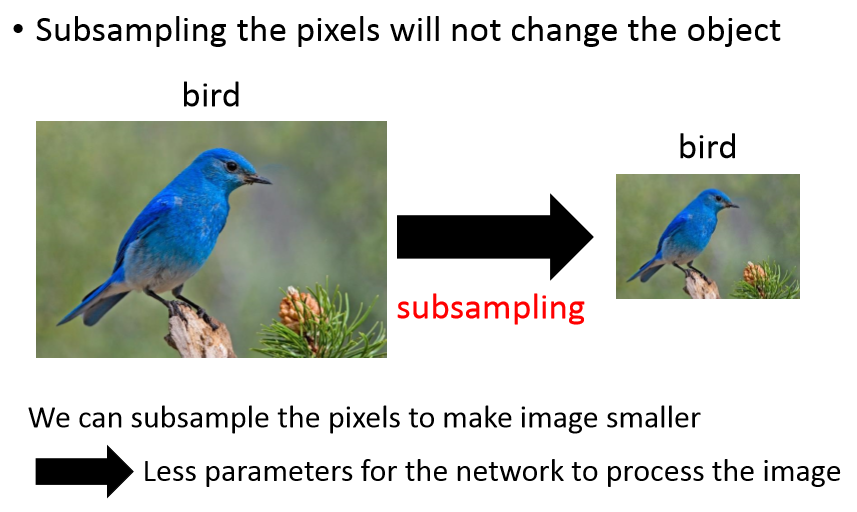 • Subsampling the pixels will not change the object
bird
bird
subsampling
We can subsample the pixels to make image smaller
Less parameters for the network to process the image